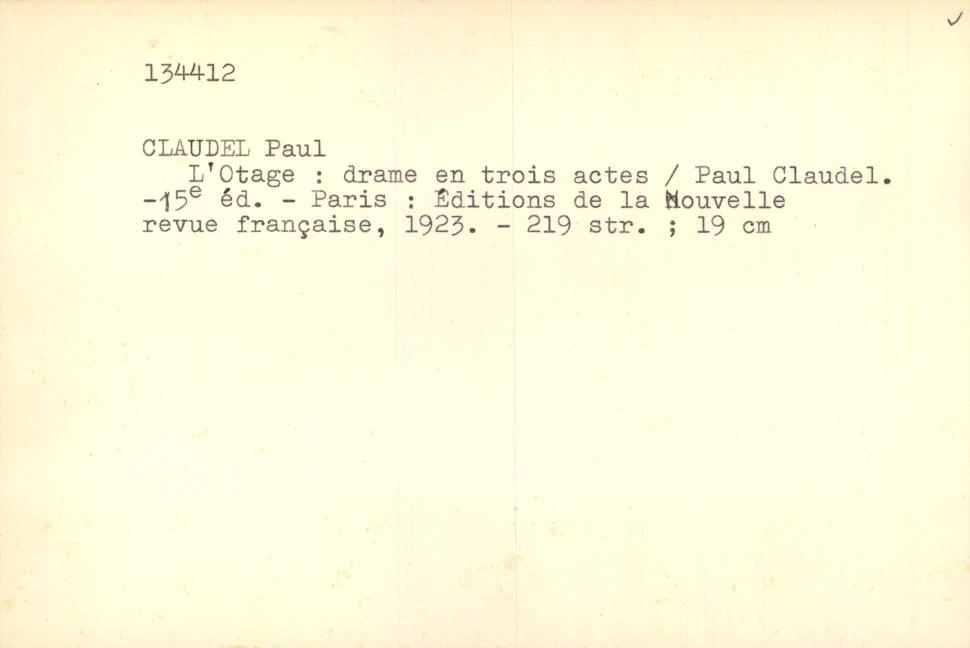 134412
CLAUDEL Paul
L'Otage : drame en trois actes / Paul Claudel.
-15e éd. - Paris : Éditions de la Nouvelle
revue française, 1923. - 219 str. ; 19 cm